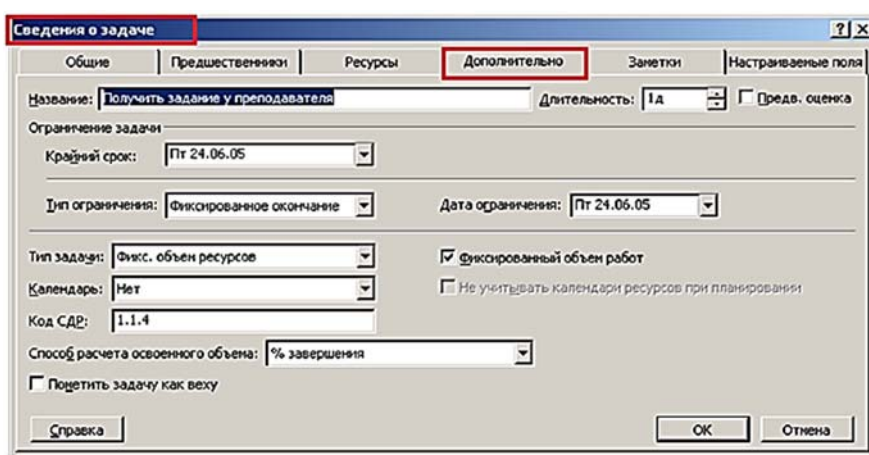 Сведения о задаче
Общие Предшественники Ресурсы Дополнительно Заметки Настраиваемые поля
Название: Получить задание у преподавателя Длительность: 1д Предв. оценка
Ограничение задачи
Крайний срок: Пт 24.06.05
Тип ограничения: Фиксированное окончание Дата ограничения: Пт 24.06.05
Тип задачи: Фикс. объем ресурсов Фиксированный объем работ
Календарь: Нет Не учитывать календари ресурсов при планировании
Код СДР: 1.1.4
Способ расчета освоенного объема: % завершения
Пометить задачу как веху
Справка ОК Отмена